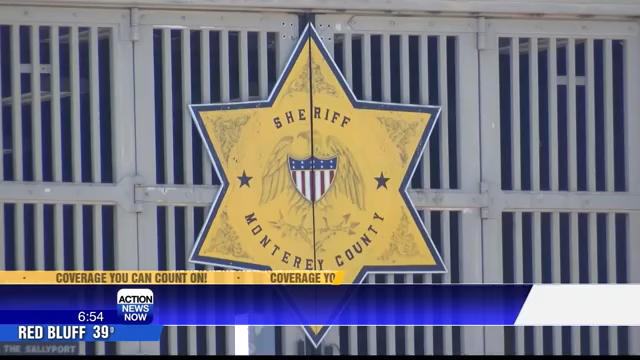 SHERIFF
MONTEREY COUNTY
COVERAGE YOU CAN COUNT ON!
COVERAGE YO
6:54
ACTION
NEWS
NOW
RED BLUFF 39°
THE SALLYPORT